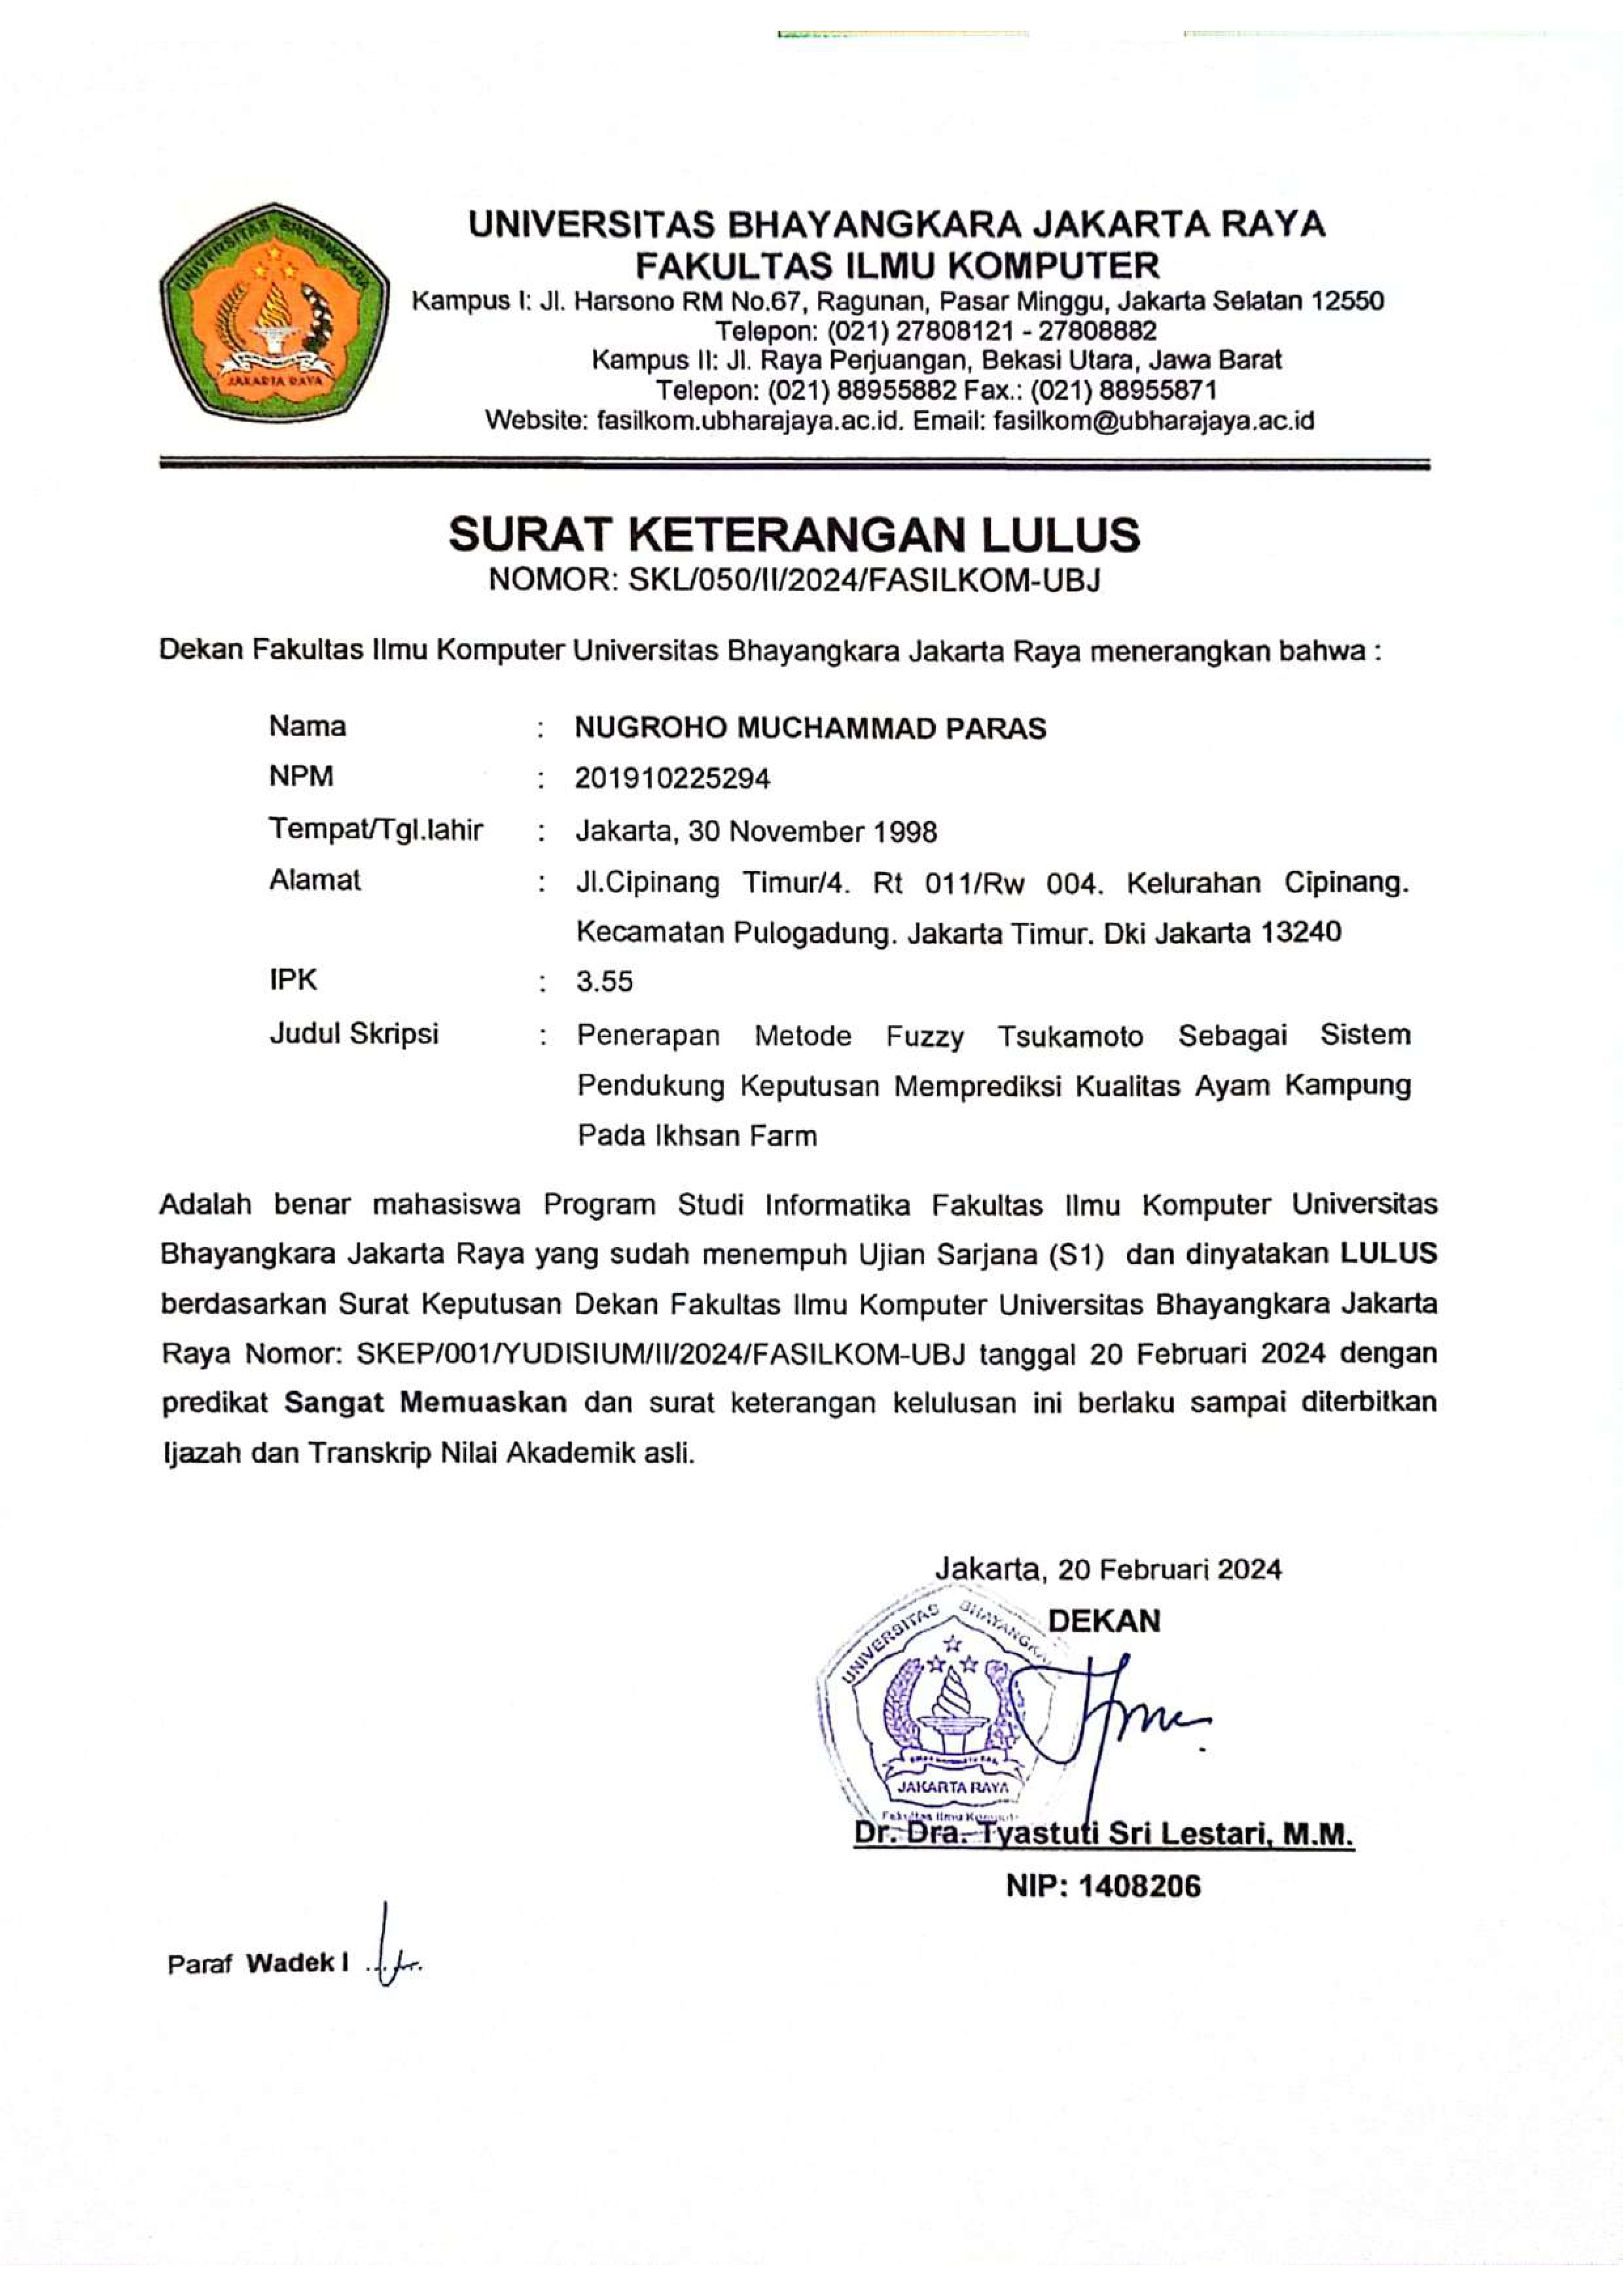 UNIVERSITAS BHAYANGKARA
JAKARTA RAYA
UNIVERSITAS BHAYANGKARA JAKARTA RAYA
FAKULTAS ILMU KOMPUTER
Kampus I: Jl. Harsono RM No.67, Ragunan, Pasar Minggu, Jakarta Selatan 12550
Telepon: (021) 27808121 - 27808882
Kampus II: Jl. Raya Perjuangan, Bekasi Utara, Jawa Barat
Telepon: (021) 88955882 Fax.: (021) 88955871
Website: fasilkom.ubharajaya.ac.id. Email: fasilkom@ubharajaya.ac.id
SURAT KETERANGAN LULUS
NOMOR: SKL/050/II/2024/FASILKOM-UBJ
Dekan Fakultas Ilmu Komputer Universitas Bhayangkara Jakarta Raya menerangkan bahwa :
Nama : NUGROHO MUCHAMMAD PARAS
NPM : 201910225294
Tempat/Tgl.lahir : Jakarta, 30 November 1998
Alamat : Jl.Cipinang Timur/4. Rt 011/Rw 004. Kelurahan Cipinang.
Kecamatan Pulogadung. Jakarta Timur. Dki Jakarta 13240
IPK : 3.55
Judul Skripsi : Penerapan Metode Fuzzy Tsukamoto Sebagai Sistem
Pendukung Keputusan Memprediksi Kualitas Ayam Kampung
Pada Ikhsan Farm
Adalah benar mahasiswa Program Studi Informatika Fakultas Ilmu Komputer Universitas
Bhayangkara Jakarta Raya yang sudah menempuh Ujian Sarjana (S1) dan dinyatakan LULUS
berdasarkan Surat Keputusan Dekan Fakultas Ilmu Komputer Universitas Bhayangkara Jakarta
Raya Nomor: SKEP/001/YUDISIUM/II/2024/FASILKOM-UBJ tanggal 20 Februari 2024 dengan
predikat Sangat Memuaskan dan surat keterangan kelulusan ini berlaku sampai diterbitkan
Ijazah dan Transkrip Nilai Akademik asli.
Jakarta, 20 Februari 2024
DEKAN
UNIVERSITAS
JAKARTA RAYA
Fakultas Ilmu
Dr. Dra. Tyastuti Sri Lestari, M.M.
NIP: 1408206
Paraf Wadek I